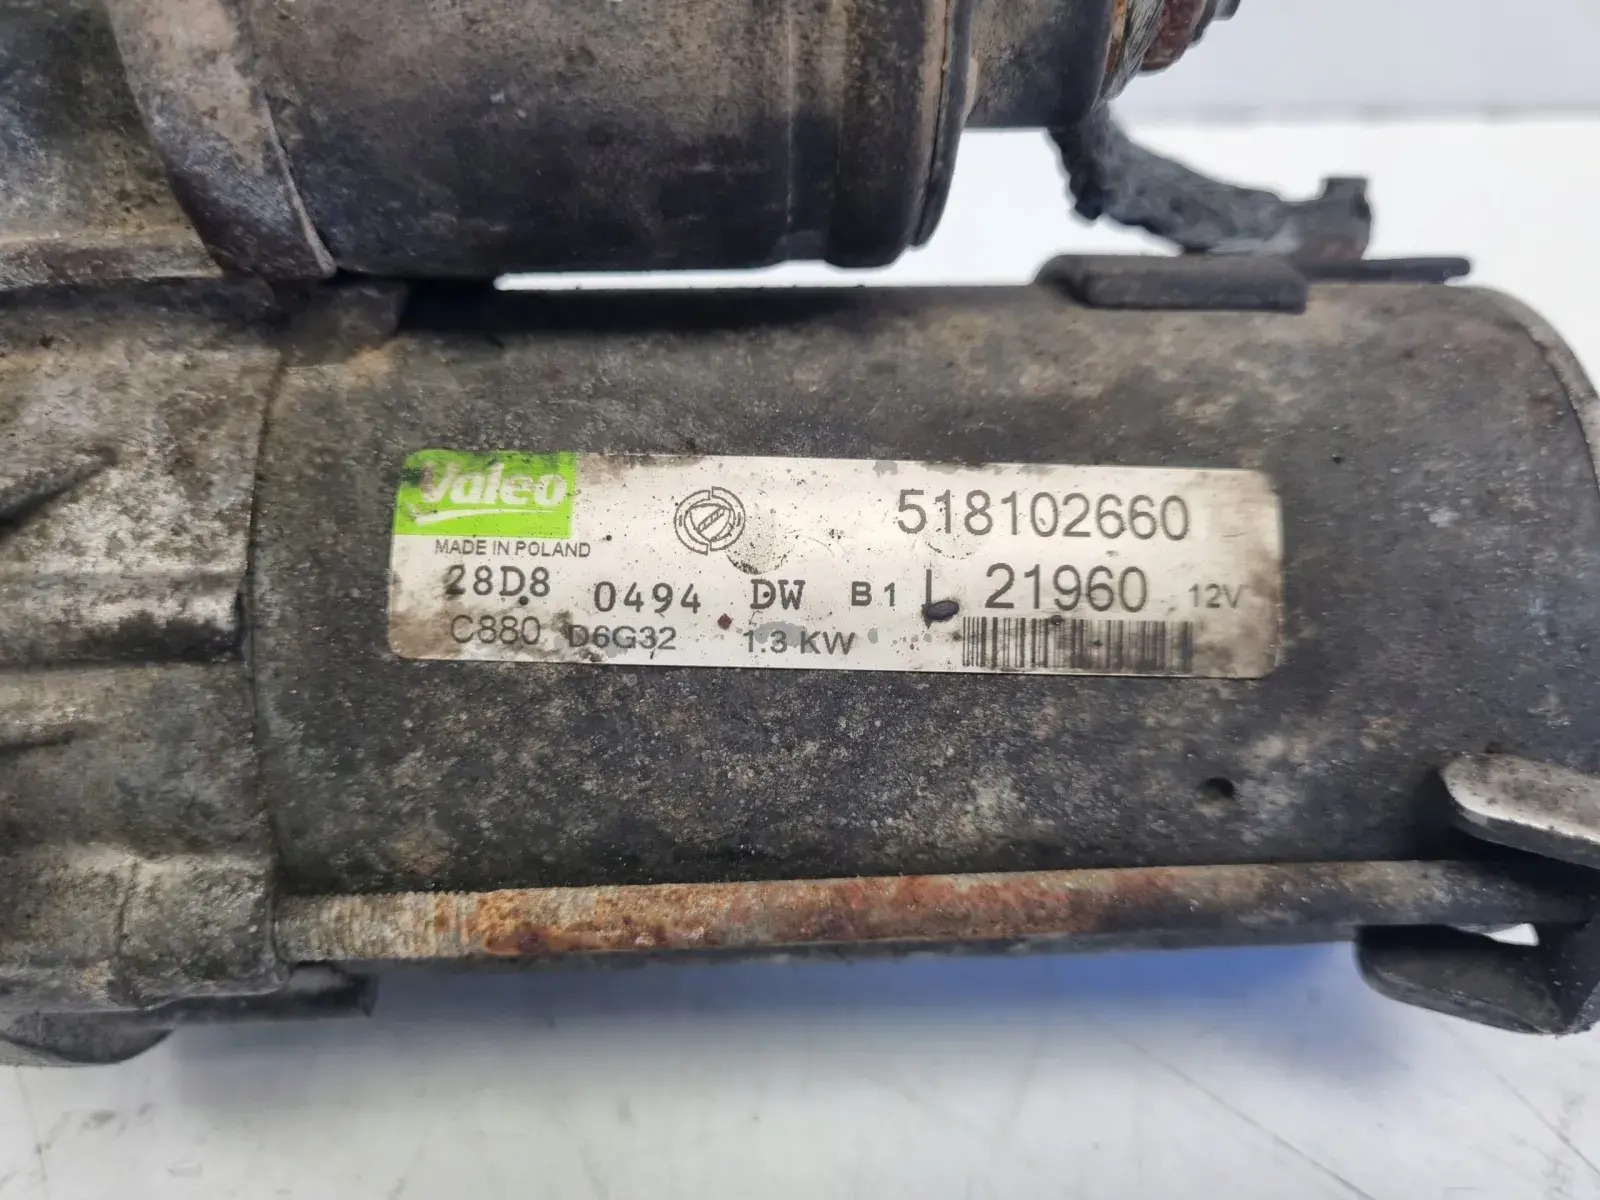 Valeo
MADE IN POLAND
518102660
28D8 0494 DW B1 L 21960 12V
C880 D6G32 1.3 KW